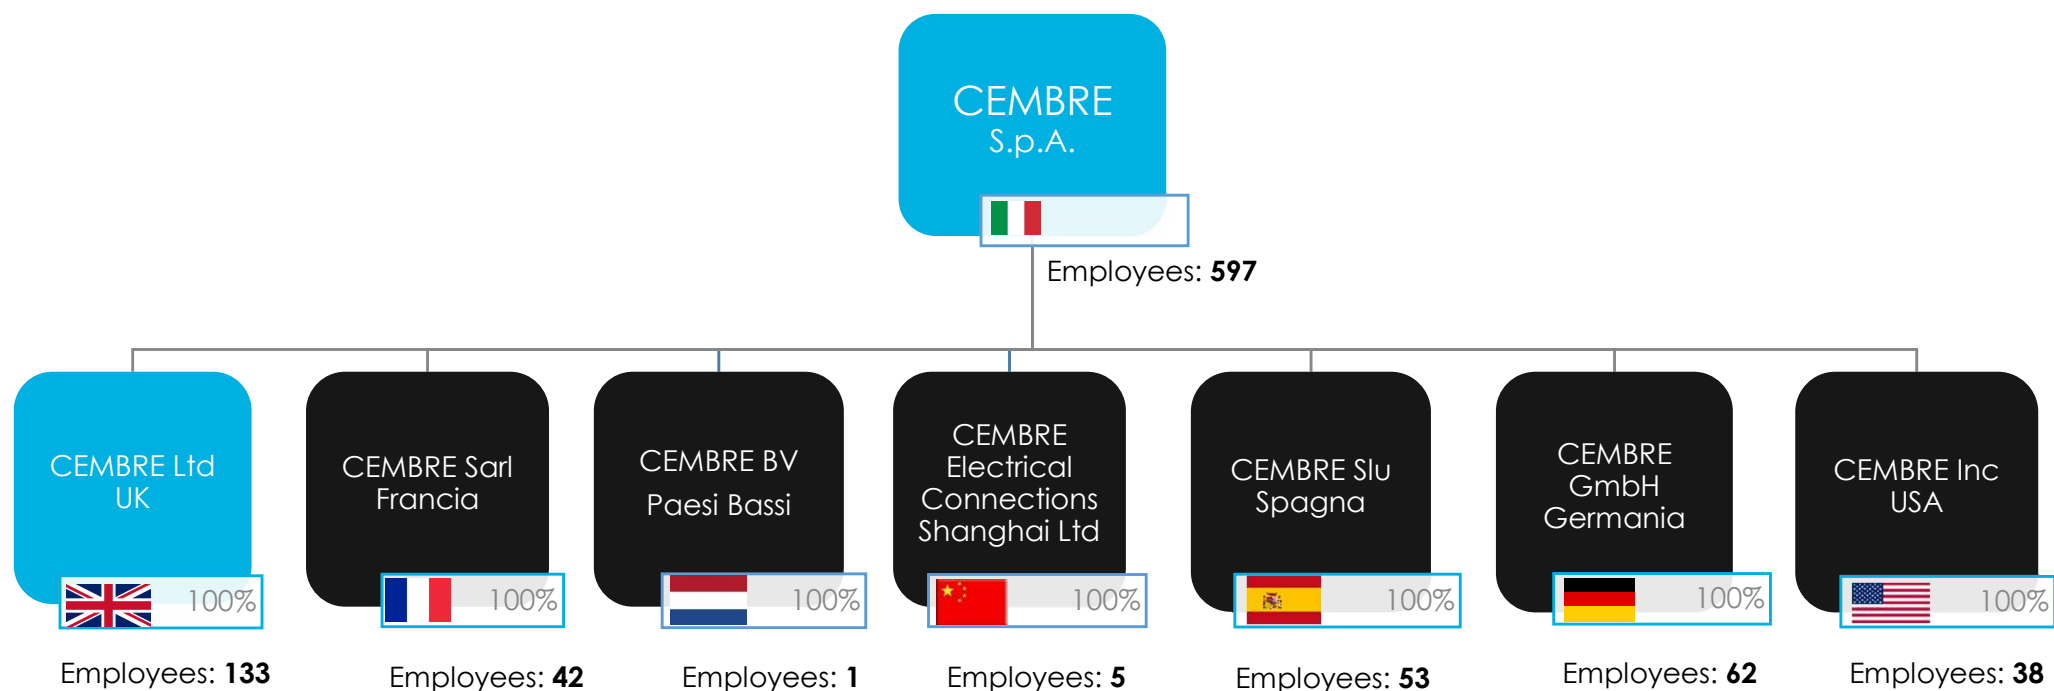 CEMBRE
S.p.A.
Employees: 597
CEMBRE Ltd
UK
100%
Employees: 133
CEMBRE Sarl
Francia
100%
Employees: 42
CEMBRE BV
Paesi Bassi
100%
Employees: 1
CEMBRE
Electrical
Connections
Shanghai Ltd
100%
Employees: 5
CEMBRE Slu
Spagna
100%
Employees: 53
CEMBRE
GmbH
Germania
100%
Employees: 62
CEMBRE Inc
USA
100%
Employees: 38